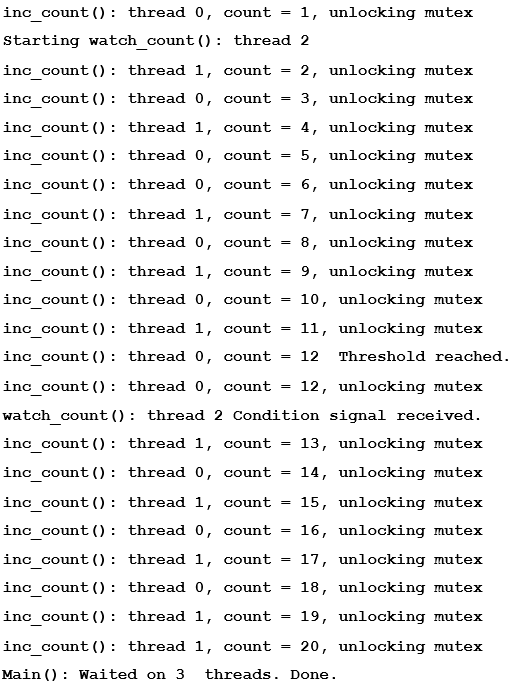 inc_count(): thread 0, count = 1, unlocking mutex
Starting watch_count(): thread 2
inc_count(): thread 1, count = 2, unlocking mutex
inc_count(): thread 0, count = 3, unlocking mutex
inc_count(): thread 1, count = 4, unlocking mutex
inc_count(): thread 0, count = 5, unlocking mutex
inc_count(): thread 0, count = 6, unlocking mutex
inc_count(): thread 1, count = 7, unlocking mutex
inc_count(): thread 0, count = 8, unlocking mutex
inc_count(): thread 1, count = 9, unlocking mutex
inc_count(): thread 0, count = 10, unlocking mutex
inc_count(): thread 1, count = 11, unlocking mutex
inc_count(): thread 0, count = 12  Threshold reached.
inc_count(): thread 0, count = 12, unlocking mutex
watch_count(): thread 2 Condition signal received.
inc_count(): thread 1, count = 13, unlocking mutex
inc_count(): thread 0, count = 14, unlocking mutex
inc_count(): thread 1, count = 15, unlocking mutex
inc_count(): thread 0, count = 16, unlocking mutex
inc_count(): thread 1, count = 17, unlocking mutex
inc_count(): thread 0, count = 18, unlocking mutex
inc_count(): thread 1, count = 19, unlocking mutex
inc_count(): thread 1, count = 20, unlocking mutex
Main(): Waited on 3  threads. Done.